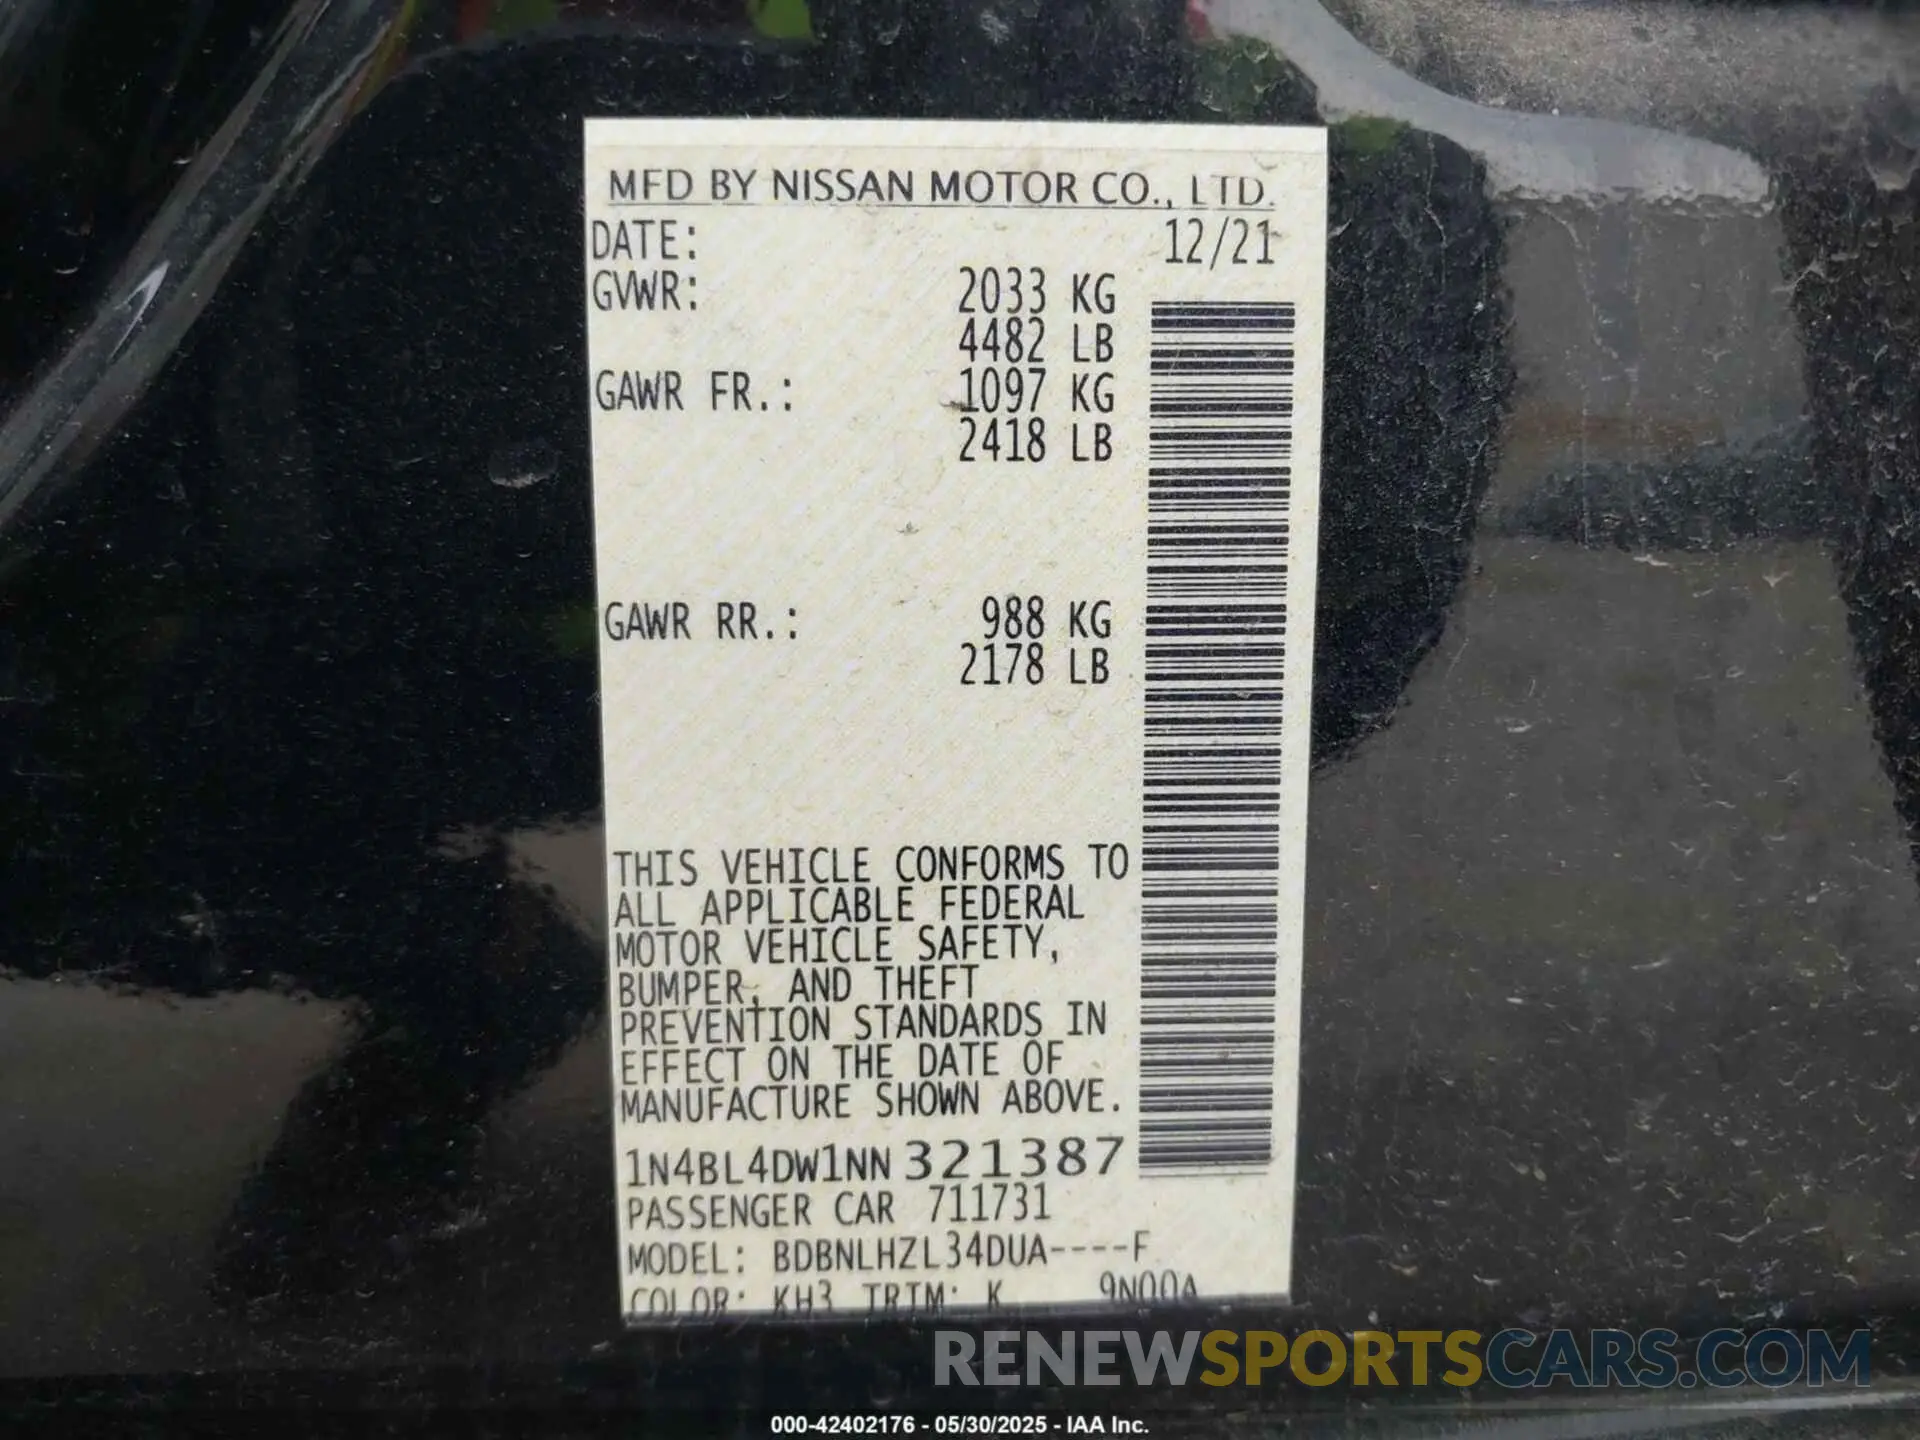 MFD BY NISSAN MOTOR CO., LTD.
DATE: 12/21
GVWR: 2033 KG
4482 LB
GAWR FR.: 1097 KG
2418 LB
GAWR RR.: 988 KG
2178 LB
THIS VEHICLE CONFORMS TO
ALL APPLICABLE FEDERAL
MOTOR VEHICLE SAFETY,
BUMPER, AND THEFT
PREVENTION STANDARDS IN
EFFECT ON THE DATE OF
MANUFACTURE SHOWN ABOVE.
1N4BL4DW1NN321387
PASSENGER CAR 711731
MODEL: BDBNLHZL34DUA----F
COLOR: KH3 TRIM: K 9N00A
RENEWSPORTSCARS.COM
000-42402176 - 05/30/2025 - IAA Inc.